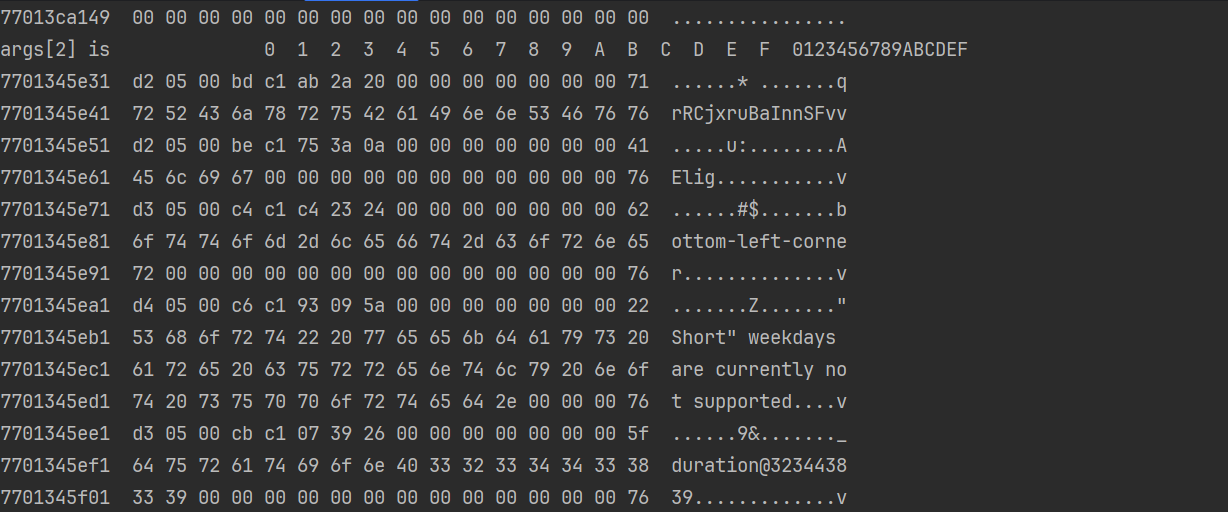 77013ca149  00 00 00 00 00 00 00 00 00 00 00 00 00 00 00 00  ................
args[2] is              0  1  2  3  4  5  6  7  8  9  A  B  C  D  E  F  0123456789ABCDEF
7701345e31  d2 05 00 bd c1 ab 2a 20 00 00 00 00 00 00 00 71  ......* .......q
7701345e41  72 52 43 6a 78 72 75 42 61 49 6e 6e 53 46 76 76  rRCjxruBaInnSFvv
7701345e51  d2 05 00 be c1 75 3a 0a 00 00 00 00 00 00 00 41  .....u:........A
7701345e61  45 6c 69 67 00 00 00 00 00 00 00 00 00 00 00 76  Elig...........v
7701345e71  d3 05 00 c4 c1 c4 23 24 00 00 00 00 00 00 00 62  ......#$.......b
7701345e81  6f 74 74 6f 6d 2d 6c 65 66 74 2d 63 6f 72 6e 65  ottom-left-corne
7701345e91  72 00 00 00 00 00 00 00 00 00 00 00 00 00 00 76  r..............v
7701345ea1  d4 05 00 c6 c1 93 09 5a 00 00 00 00 00 00 00 22  .......Z......."
7701345eb1  53 68 6f 72 74 22 20 77 65 65 6b 64 61 79 73 20  Short" weekdays
7701345ec1  61 72 65 20 63 75 72 72 65 6e 74 6c 79 20 6e 6f  are currently no
7701345ed1  74 20 73 75 70 70 6f 72 74 65 64 2e 00 00 00 76  t supported....v
7701345ee1  d3 05 00 cb c1 07 39 26 00 00 00 00 00 00 00 5f  ......9&......._
7701345ef1  64 75 72 61 74 69 6f 6e 40 33 32 33 34 34 33 38  duration@3234438
7701345f01  33 39 00 00 00 00 00 00 00 00 00 00 00 00 00 76  39.............v